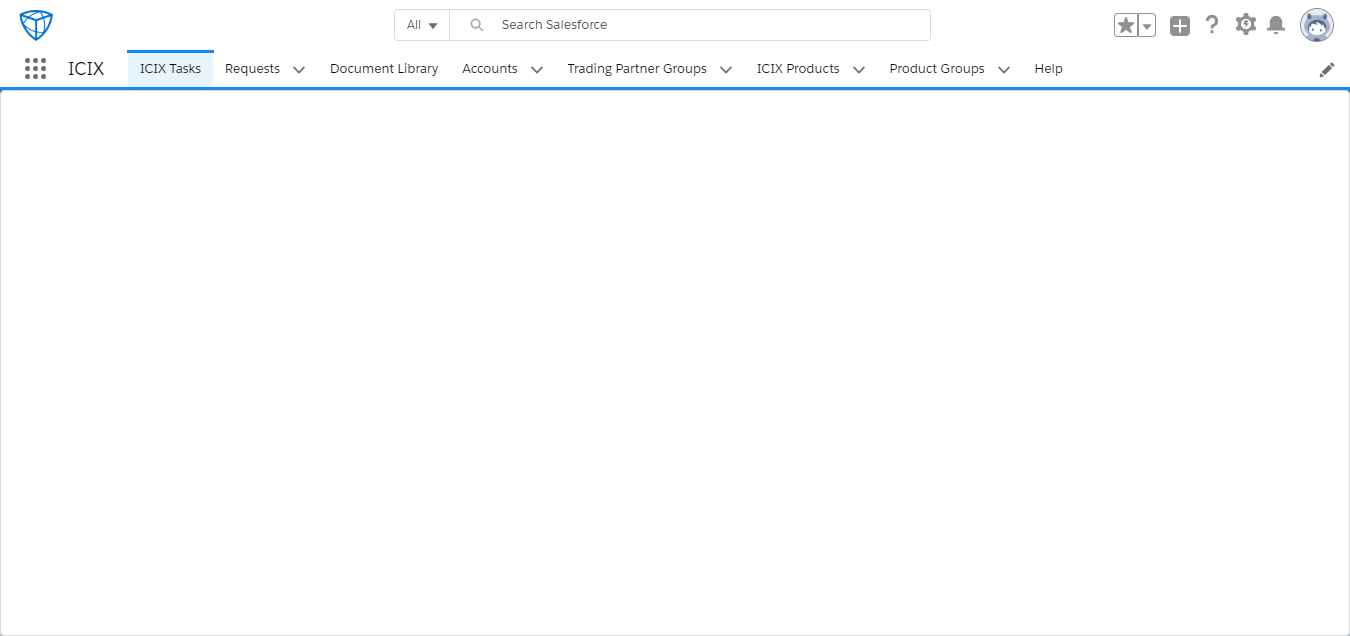 All
Search Salesforce
ICIX
ICIX Tasks
Requests
Document Library
Accounts
Trading Partner Groups
ICIX Products
Product Groups
Help